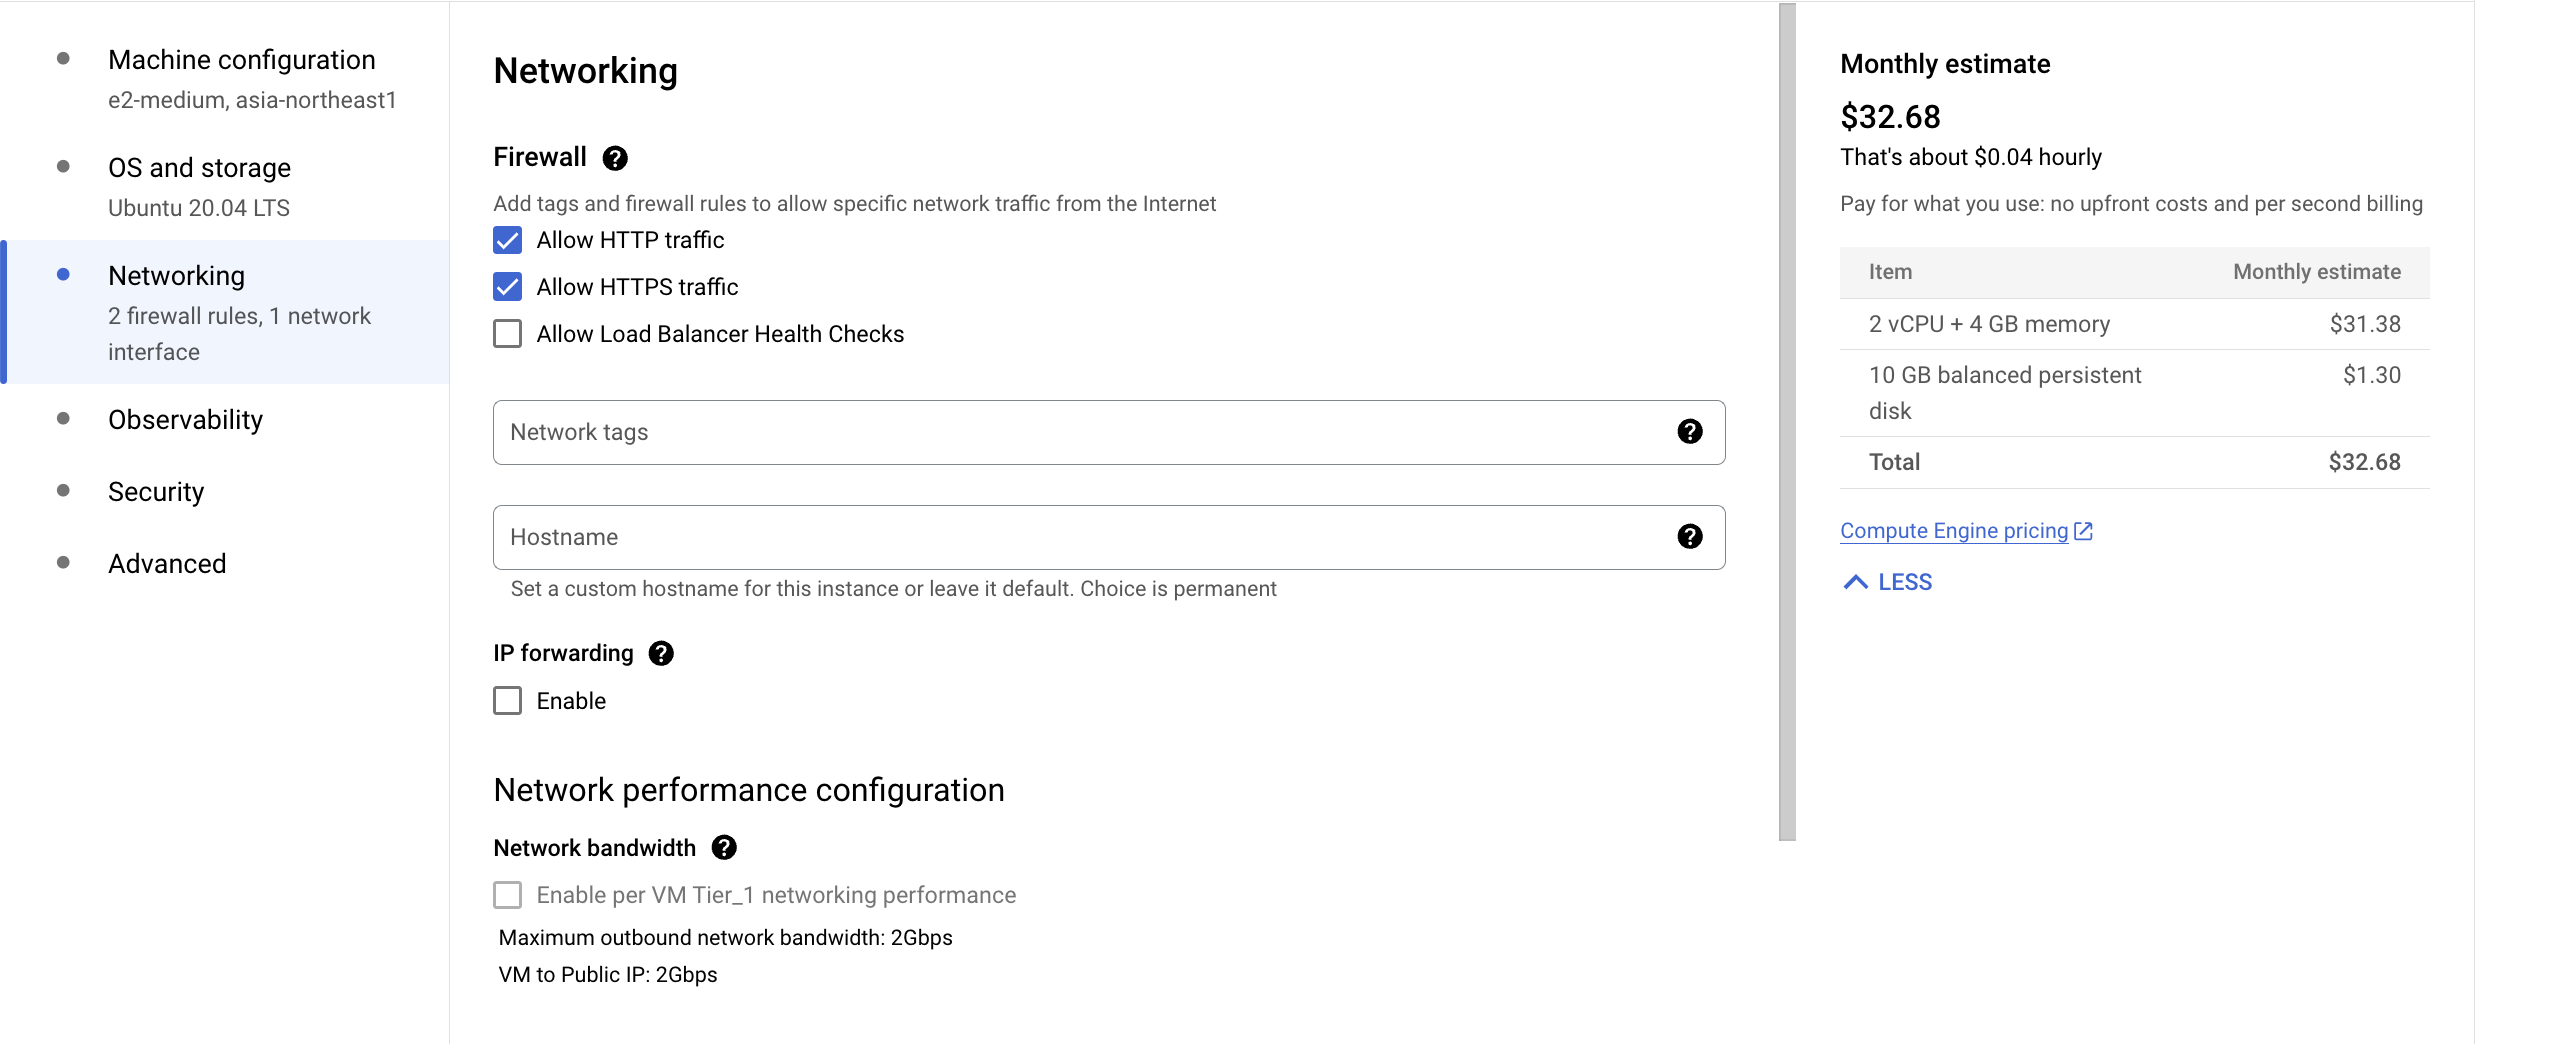 Machine configuration
e2-medium, asia-northeast1
OS and storage
Ubuntu 20.04 LTS
Networking
2 firewall rules, 1 network
interface
Observability
Security
Advanced
Networking
Firewall ?
Add tags and firewall rules to allow specific network traffic from the Internet
Allow HTTP traffic
Allow HTTPS traffic
Allow Load Balancer Health Checks
Network tags ?
Hostname ?
Set a custom hostname for this instance or leave it default. Choice is permanent
IP forwarding ?
Enable
Network performance configuration
Network bandwidth ?
Enable per VM Tier_1 networking performance
Maximum outbound network bandwidth: 2Gbps
VM to Public IP: 2Gbps
Monthly estimate
$32.68
That's about $0.04 hourly
Pay for what you use: no upfront costs and per second billing
Item Monthly estimate
2 vCPU + 4 GB memory $31.38
10 GB balanced persistent $1.30
disk
Total $32.68
Compute Engine pricing
LESS